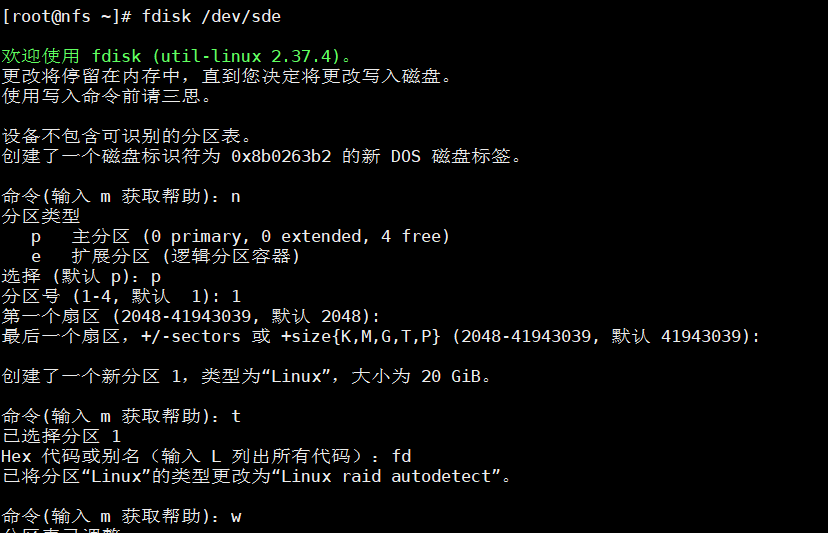 [root@nfs ~]# fdisk /dev/sde
欢迎使用 fdisk (util-linux 2.37.4)。
更改将停留在内存中，直到您决定将更改写入磁盘。
使用写入命令前请三思。
设备不包含可识别的分区表。
创建了一个磁盘标识符为 0x8b0263b2 的新 DOS 磁盘标签。
命令(输入 m 获取帮助)：n
分区类型
   p   主分区 (0 primary, 0 extended, 4 free)
   e   扩展分区 (逻辑分区容器)
选择 (默认 p)：p
分区号 (1-4, 默认  1): 1
第一个扇区 (2048-41943039, 默认 2048):
最后一个扇区，+/-sectors 或 +size{K,M,G,T,P} (2048-41943039, 默认 41943039):
创建了一个新分区 1，类型为“Linux”，大小为 20 GiB。
命令(输入 m 获取帮助)：t
已选择分区 1
Hex 代码或别名（输入 L 列出所有代码）：fd
已将分区“Linux”的类型更改为“Linux raid autodetect”。
命令(输入 m 获取帮助)：w